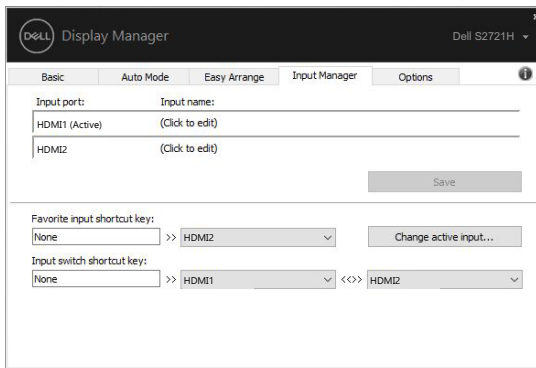 DELL Display Manager Dell S2721H
Basic Auto Mode Easy Arrange Input Manager Options
Input port: Input name:
HDMI1 (Active) (Click to edit)
HDMI2 (Click to edit)
Save
Favorite input shortcut key:
None >> HDMI2 Change active input...
Input switch shortcut key:
None >> HDMI1 <<>> HDMI2